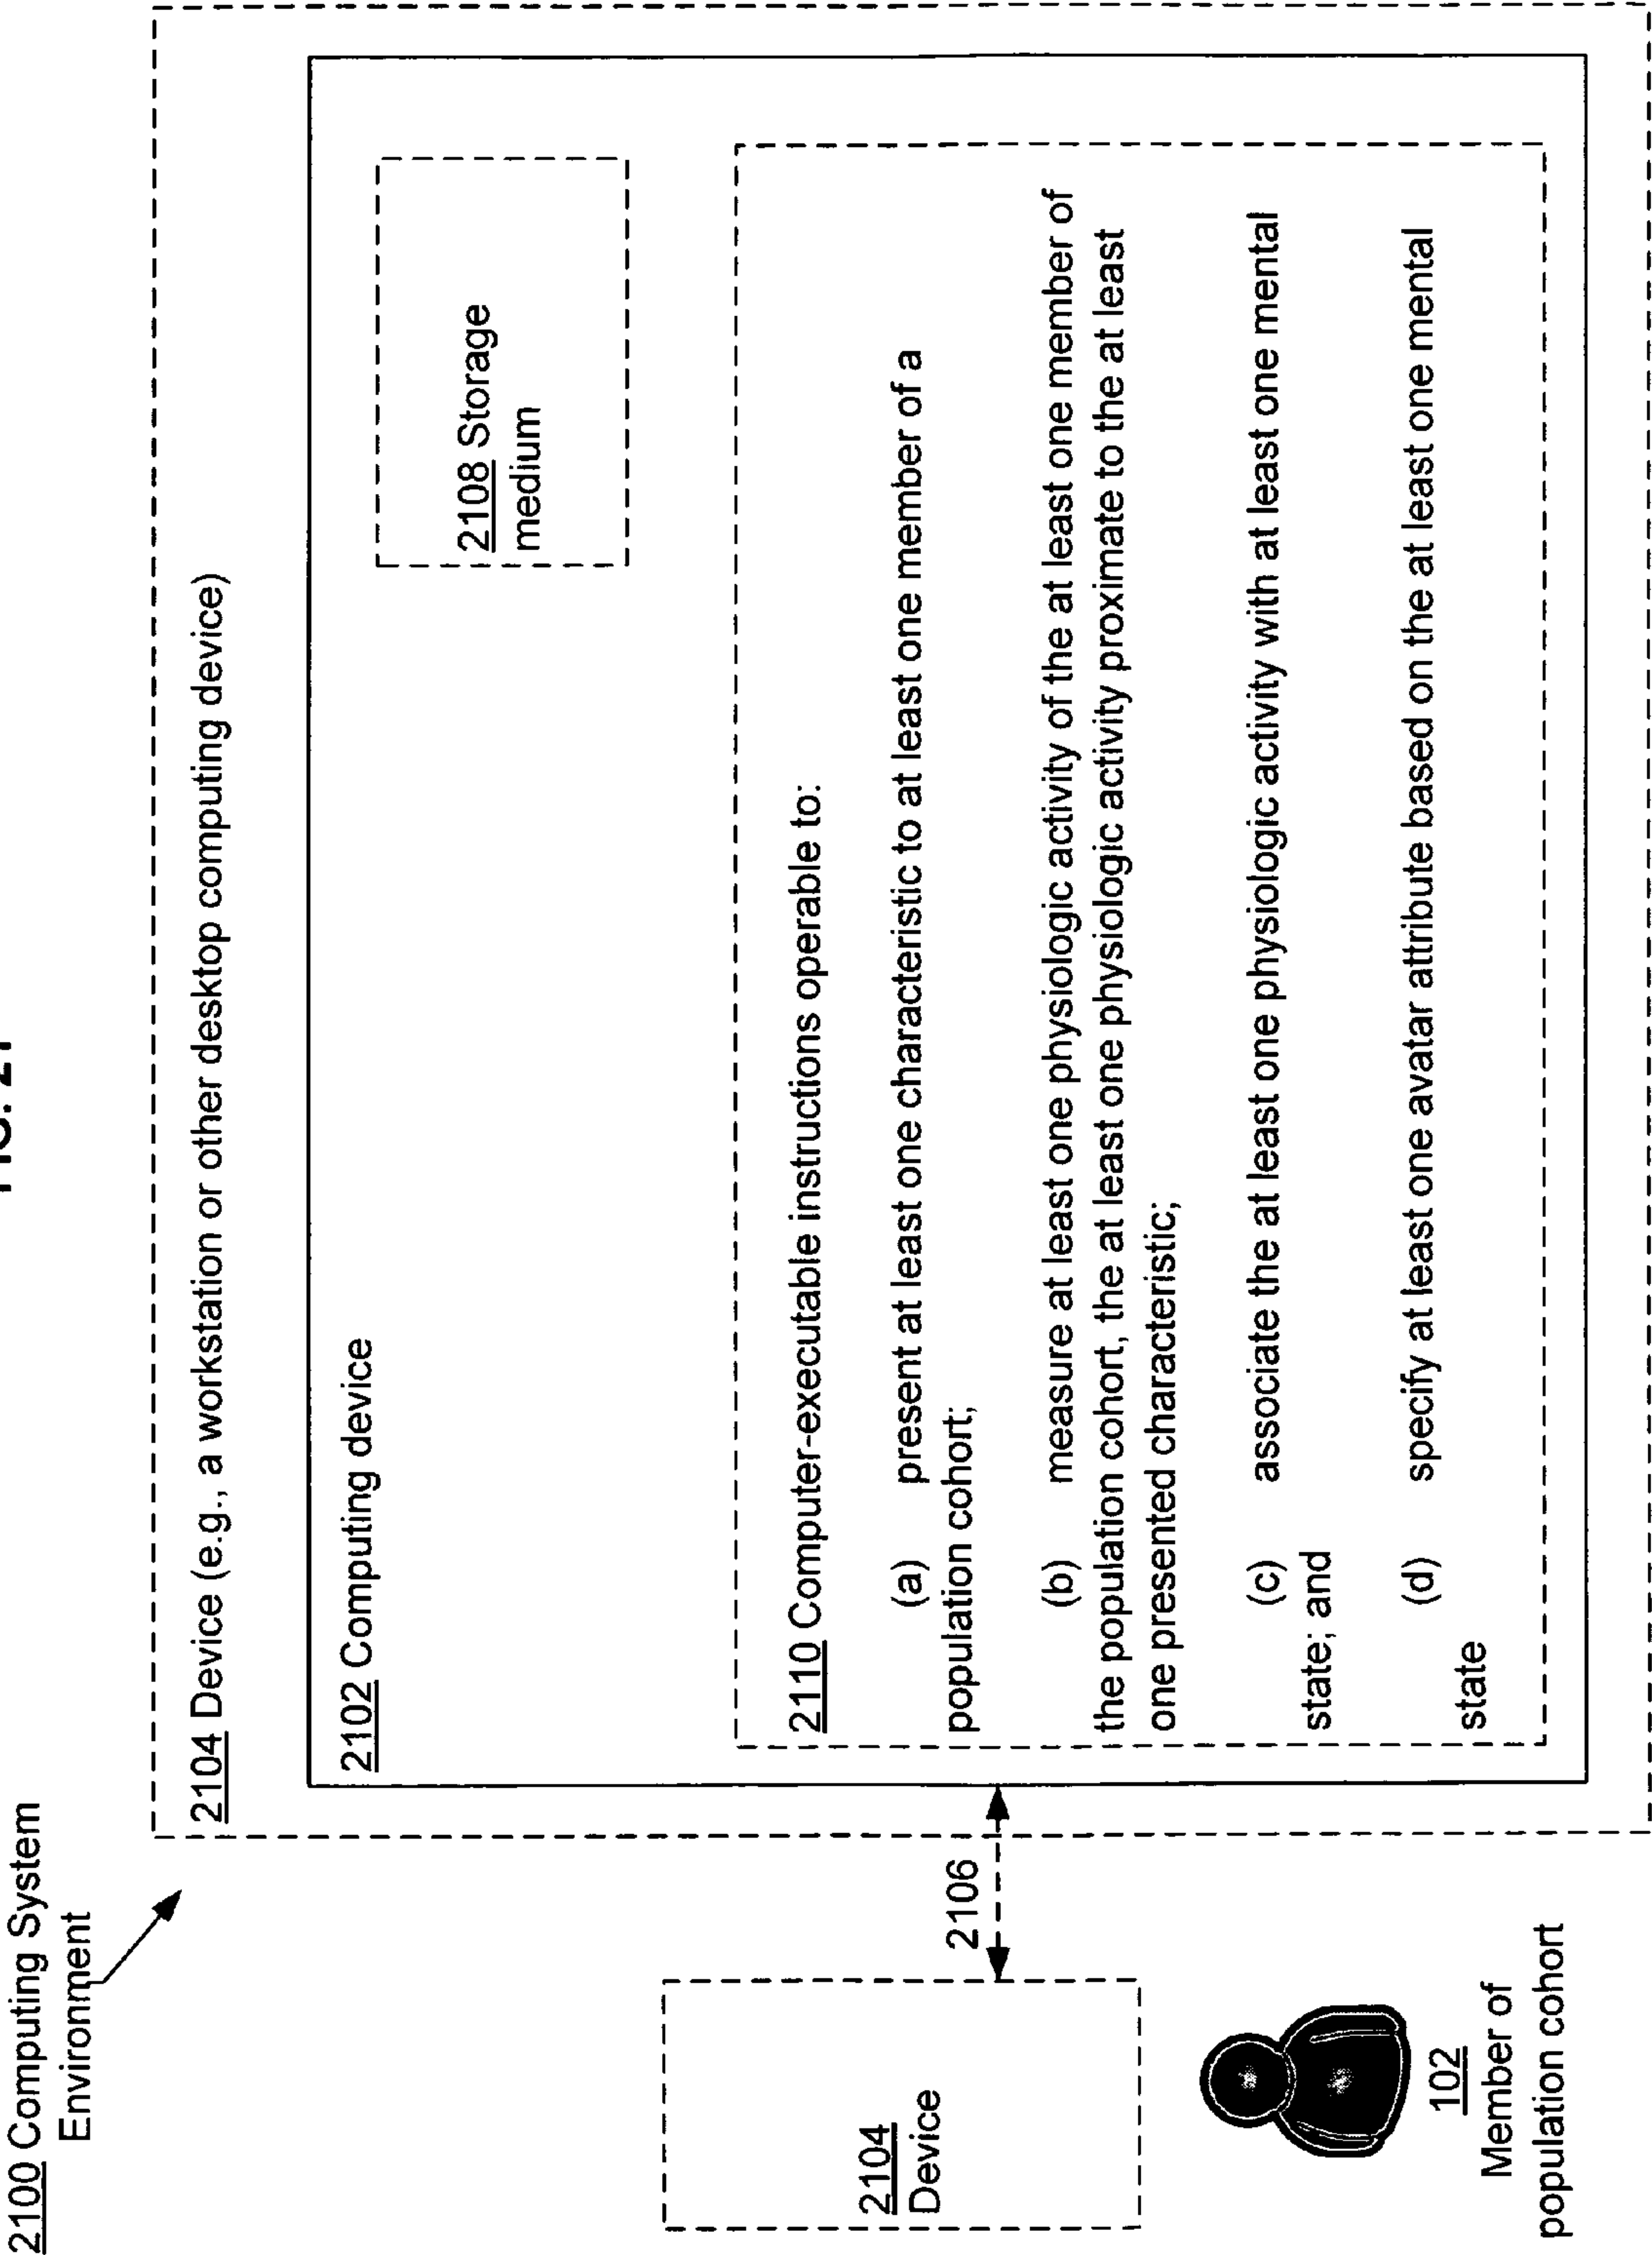 FIG. 21
2100 Computing System
Environment
2104 Device (e.g., a workstation or other desktop computing device)
2102 Computing device
2108 Storage
medium
2110 Computer-executable instructions operable to:
(a) present at least one characteristic to at least one member of a
population cohort;
(b) measure at least one physiologic activity of the at least one member of
the population cohort, the at least one physiologic activity proximate to the at least
one presented characteristic;
(c) associate the at least one physiologic activity with at least one mental
state; and
(d) specify at least one avatar attribute based on the at least one mental
state
2106
2104
Device
102
Member of
population cohort